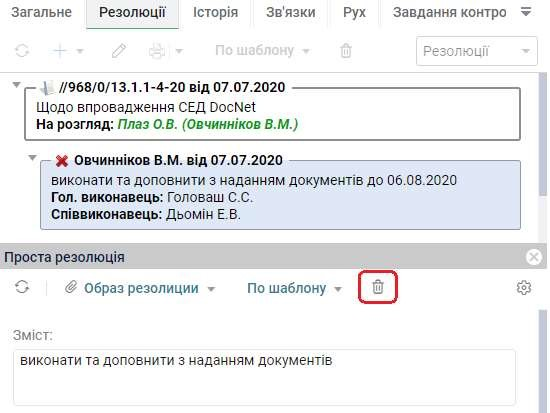 Загальне Резолюції Історія Зв'язки Рух Завдання контро
По шаблону Резолюції
//968/0/13.1.1-4-20 від 07.07.2020
Щодо впровадження СЕД DocNet
На розгляд: Плаз О.В. (Овчинніков В.М.)
Овчинніков В.М. від 07.07.2020
виконати та доповнити з наданням документів до 06.08.2020
Гол. виконавець: Головаш С.С.
Співвиконавець: Дьомін Е.В.
Проста резолюція
Образ резолиции По шаблону
Зміст:
виконати та доповнити з наданням документів